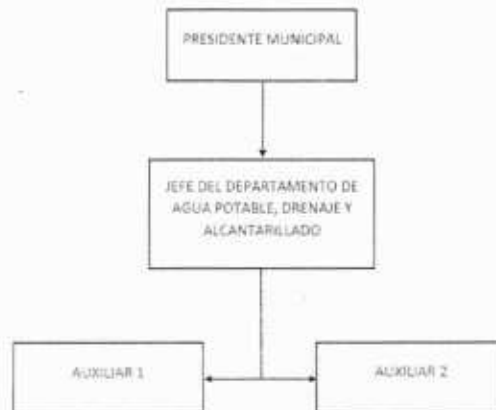 PRESIDENTE MUNICIPAL
JEFE DEL DEPARTAMENTO DE
AGUA POTABLE, DRENAJE Y
ALCANTARILLADO
AUXILIAR 1
AUXILIAR 2